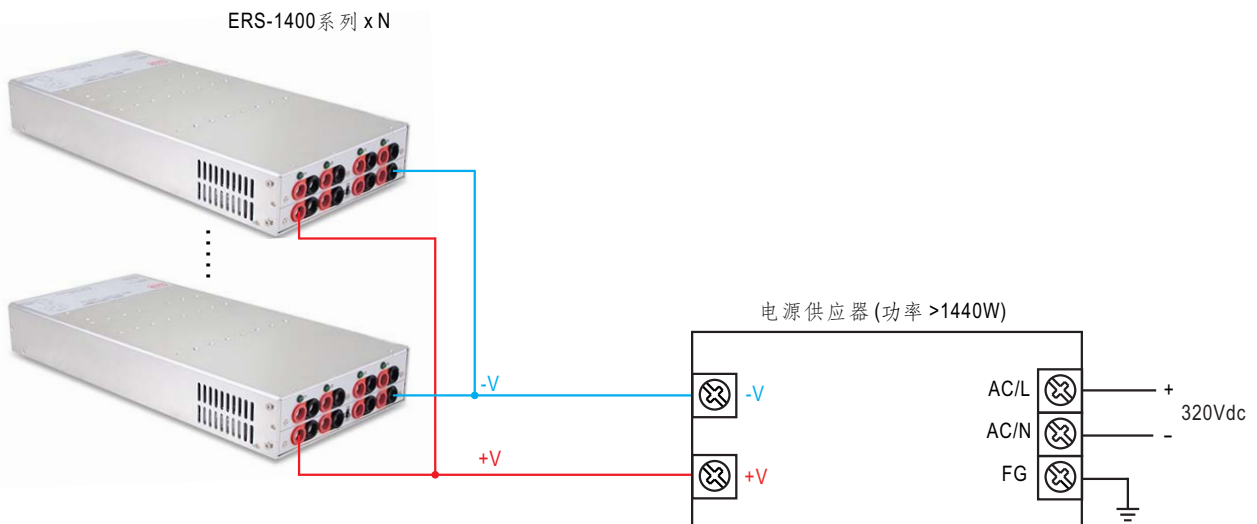 ERS-1400系列 x N
电源供应器 (功率 >1440W)
-V
-V
AC/L
+
320Vdc
AC/N
-
+V
+V
FG